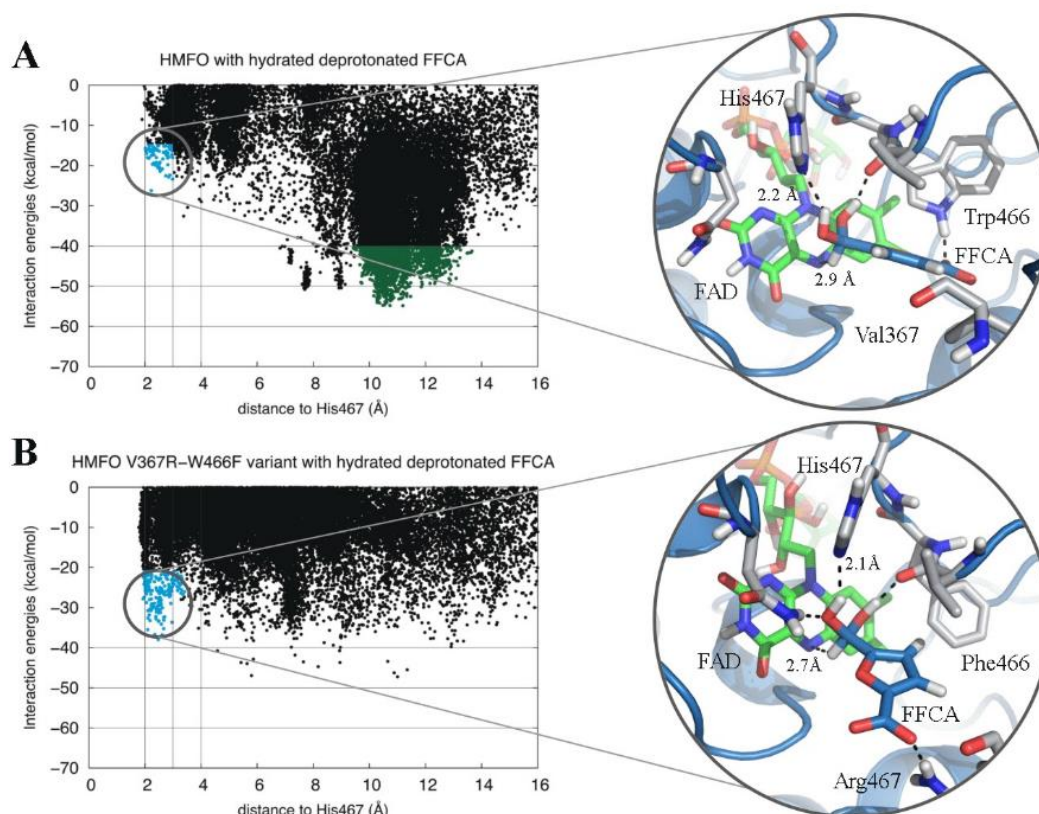 A
HMFO with hydrated deprotonated FFCA
Interaction energies (kcal/mol)
0
−10
−20
−30
−40
−50
−60
−70
0 2 4 6 8 10 12 14 16
distance to His467 (Å)
His467
2.2 Å
Trp466
FFCA
FAD
2.9 Å
Val367
B
HMFO V367R−W466F variant with hydrated deprotonated FFCA
Interaction energies (kcal/mol)
0
−10
−20
−30
−40
−50
−60
−70
0 2 4 6 8 10 12 14 16
distance to His467 (Å)
His467
2.1Å
Phe466
FAD
2.7Å
FFCA
Arg467